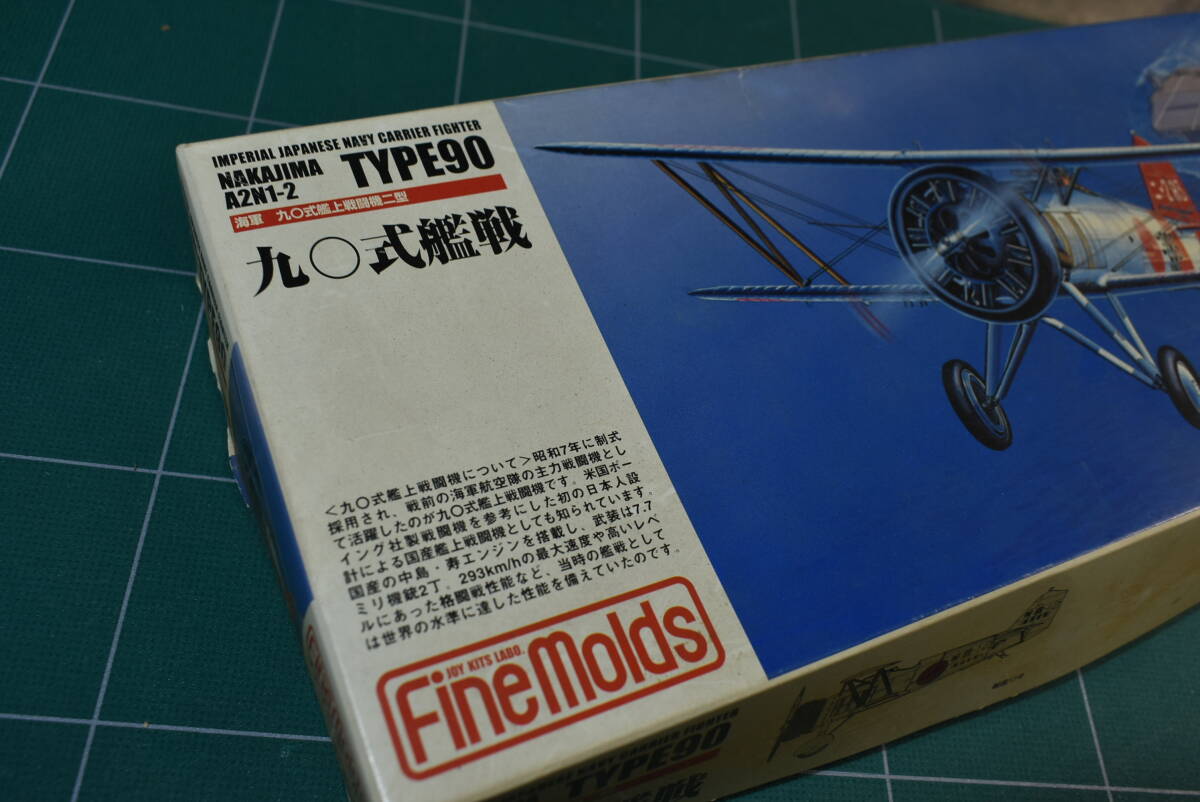 IMPERIAL JAPANESE NAVY CARRIER FIGHTER
NAKAJIMA
A2N1-2
TYPE90
海軍 九〇式艦上戦闘機二型
九〇式艦戦
＜九〇式艦上戦闘機について＞昭和7年に制式
採用され、戦前の海軍航空隊の主力戦闘機とし
て活躍したのが九〇式艦上戦闘機です。米国ボー
イング社製戦闘機を参考にした初の日本人設
計による国産艦上戦闘機としても知られています。
国産の中島・寿エンジンを搭載し、武装は7.7
ミリ機銃2丁。293km/hの最大速度や高いレベ
ルにあった格闘戦性能など、当時の艦戦として
は世界の水準に達した性能を備えていたのです。
JOY KITS LABO.
FineMolds
NAVY CARRIER FIGHTER
TYPE90